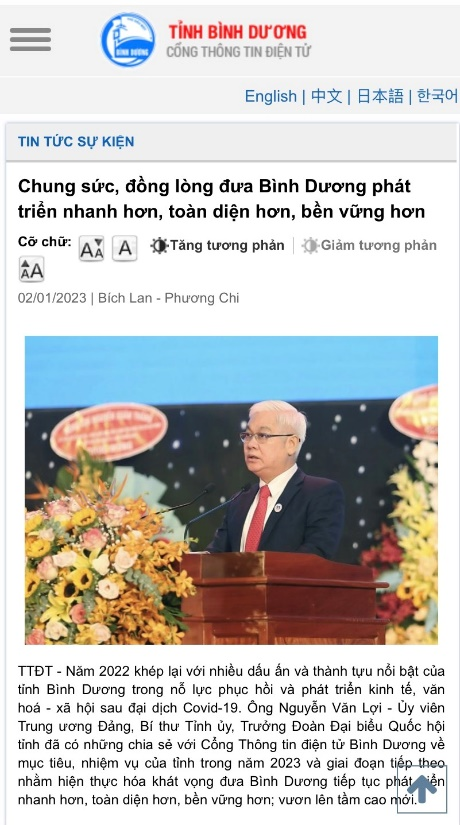 TỈNH BÌNH DƯƠNG
CỔNG THÔNG TIN ĐIỆN TỬ
BÌNH DƯƠNG
English | 中文 | 日本語 | 한국어
TIN TỨC SỰ KIỆN
Chung sức, đồng lòng đưa Bình Dương phát
triển nhanh hơn, toàn diện hơn, bền vững hơn
Cỡ chữ: AA A Tăng tương phản | Giảm tương phản
AA
02/01/2023 | Bích Lan - Phương Chi
TTĐT - Năm 2022 khép lại với nhiều dấu ấn và thành tựu nổi bật của
tỉnh Bình Dương trong nỗ lực phục hồi và phát triển kinh tế, văn
hoá - xã hội sau đại dịch Covid-19. Ông Nguyễn Văn Lợi - Ủy viên
Trung ương Đảng, Bí thư Tỉnh ủy, Trưởng Đoàn Đại biểu Quốc hội
tỉnh đã có những chia sẻ với Cổng Thông tin điện tử Bình Dương về
mục tiêu, nhiệm vụ của tỉnh trong năm 2023 và giai đoạn tiếp theo
nhằm hiện thực hóa khát vọng đưa Bình Dương tiếp tục phát triển
nhanh hơn, toàn diện hơn, bền vững hơn; vươn lên tầm cao mới.